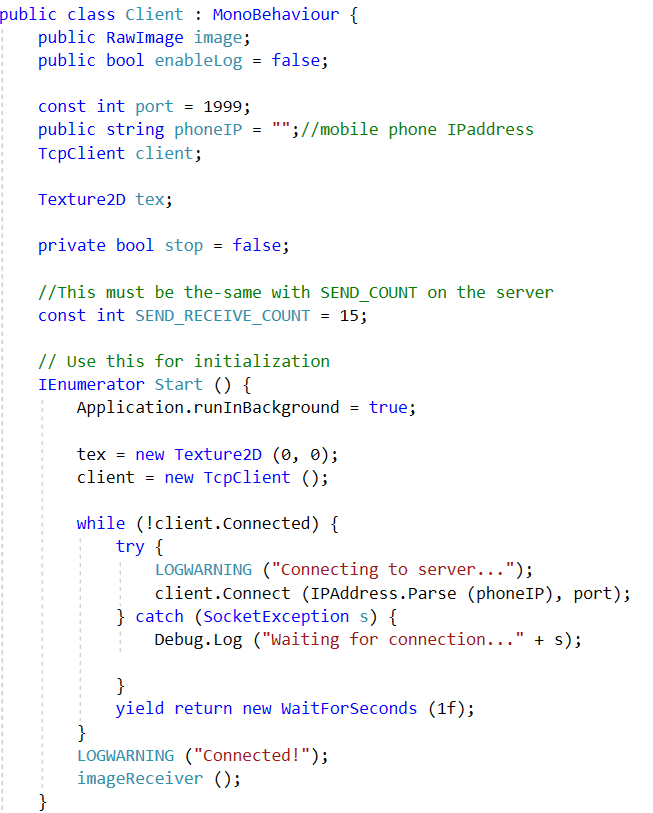 public class Client : MonoBehaviour {
    public RawImage image;
    public bool enableLog = false;

    const int port = 1999;
    public string phoneIP = "";//mobile phone IPaddress
    TcpClient client;

    Texture2D tex;

    private bool stop = false;

    //This must be the-same with SEND_COUNT on the server
    const int SEND_RECEIVE_COUNT = 15;

    // Use this for initialization
    IEnumerator Start () {
        Application.runInBackground = true;

        tex = new Texture2D (0, 0);
        client = new TcpClient ();

        while (!client.Connected) {
            try {
                LOGWARNING ("Connecting to server...");
                client.Connect (IPAddress.Parse (phoneIP), port);
            } catch (SocketException s) {
                Debug.Log ("Waiting for connection..." + s);

            }
            yield return new WaitForSeconds (1f);
        }
        LOGWARNING ("Connected!");
        imageReceiver ();
    }